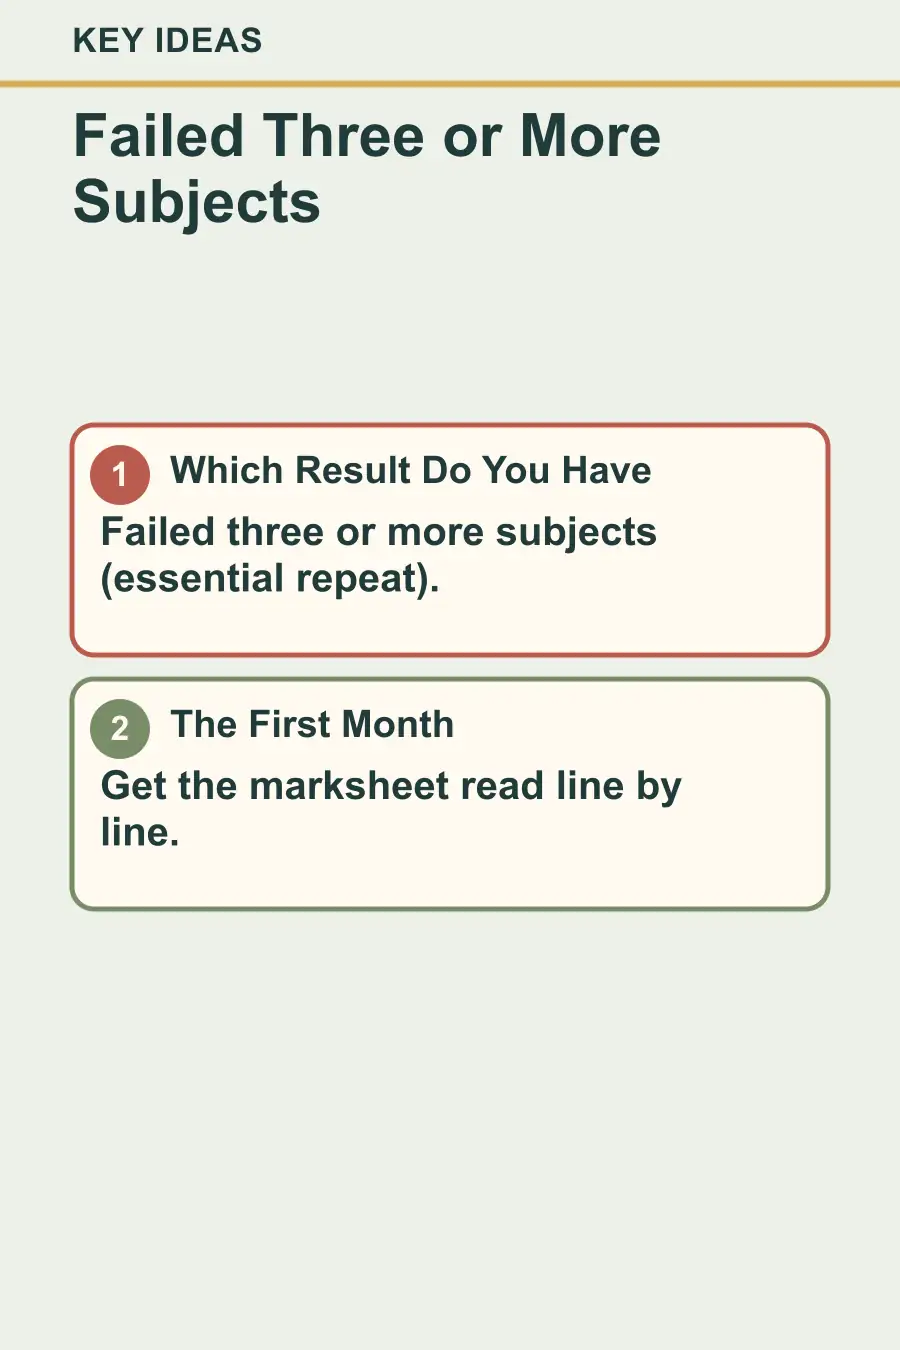 KEY IDEAS
Failed Three or More
Subjects
1 Which Result Do You Have
Failed three or more subjects
(essential repeat).
2 The First Month
Get the marksheet read line by
line.